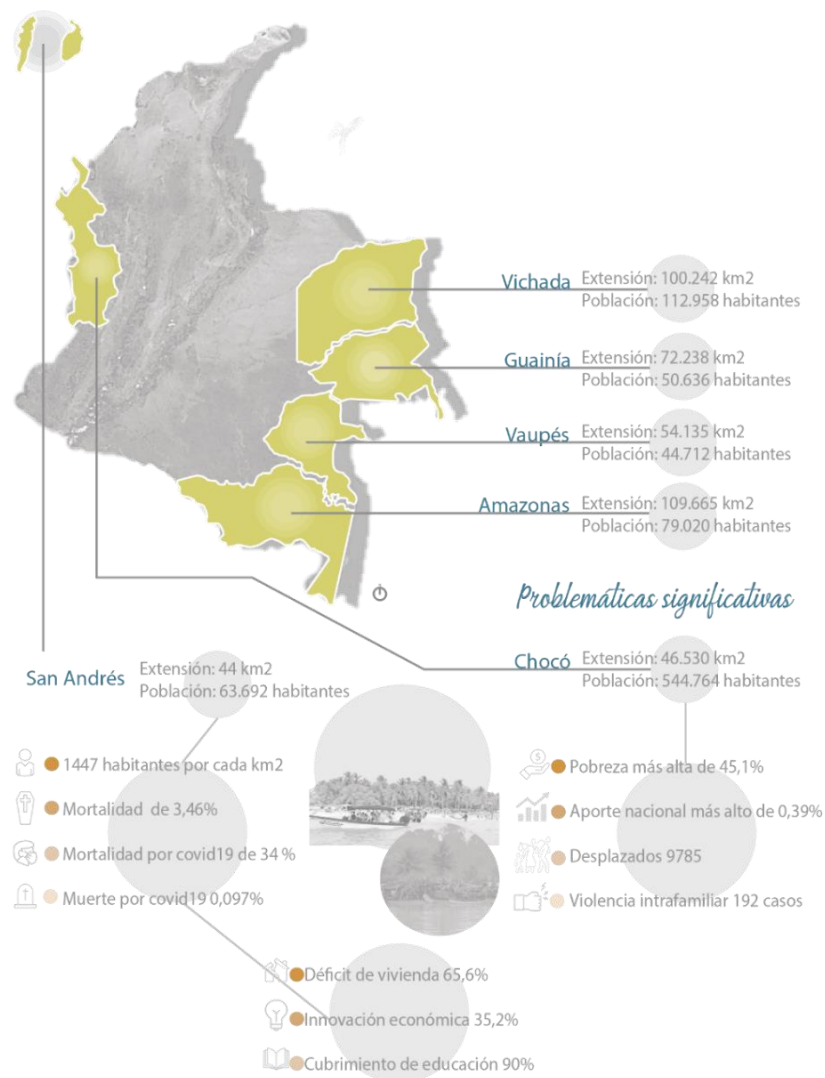 Vichada
Extensión: 100.242 km2
Población: 112.958 habitantes
Guainía
Extensión: 72.238 km2
Población: 50.636 habitantes
Vaupés
Extensión: 54.135 km2
Población: 44.712 habitantes
Amazonas
Extensión: 109.665 km2
Población: 79.020 habitantes
Problemáticas significativas
San Andrés
Extensión: 44 km2
Población: 63.692 habitantes
Chocó
Extensión: 46.530 km2
Población: 544.764 habitantes
1447 habitantes por cada km2
Mortalidad de 3,46%
Mortalidad por covid19 de 34 %
Muerte por covid19 0,097%
Pobreza más alta de 45,1%
Aporte nacional más alto de 0,39%
Desplazados 9785
Violencia intrafamiliar 192 casos
Déficit de vivienda 65,6%
Innovación económica 35,2%
Cubrimiento de educación 90%